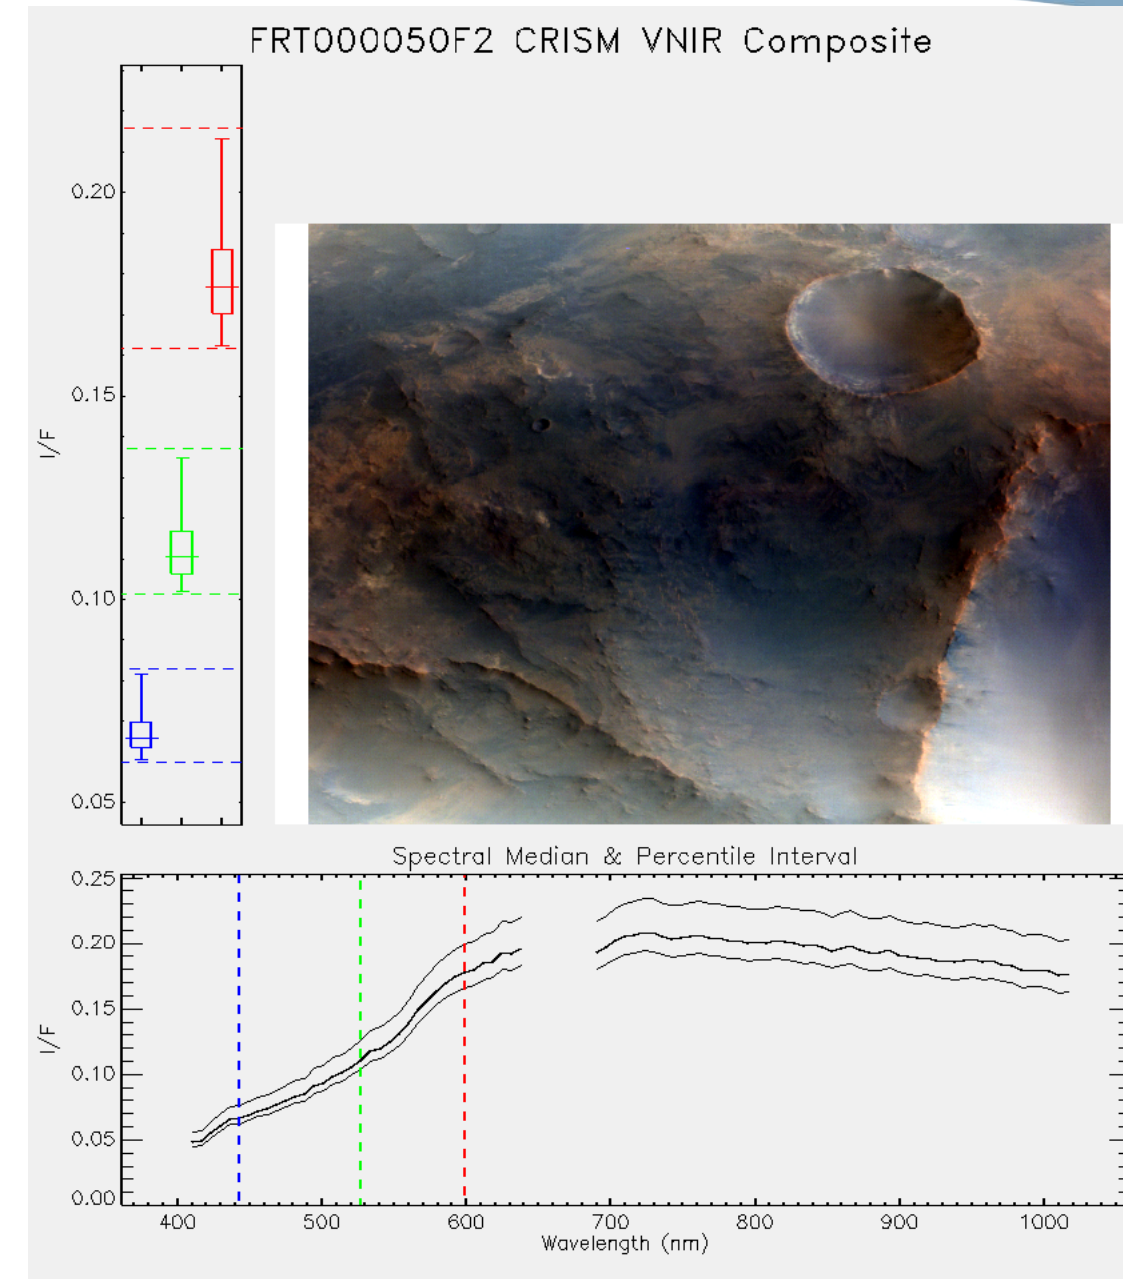 FRT000050F2 CRISM VNIR Composite
0.20
0.15
0.10
0.05
I/F
Spectral Median & Percentile Interval
0.25
0.20
0.15
0.10
0.05
0.00
I/F
400 500 600 700 800 900 1000
Wavelength (nm)